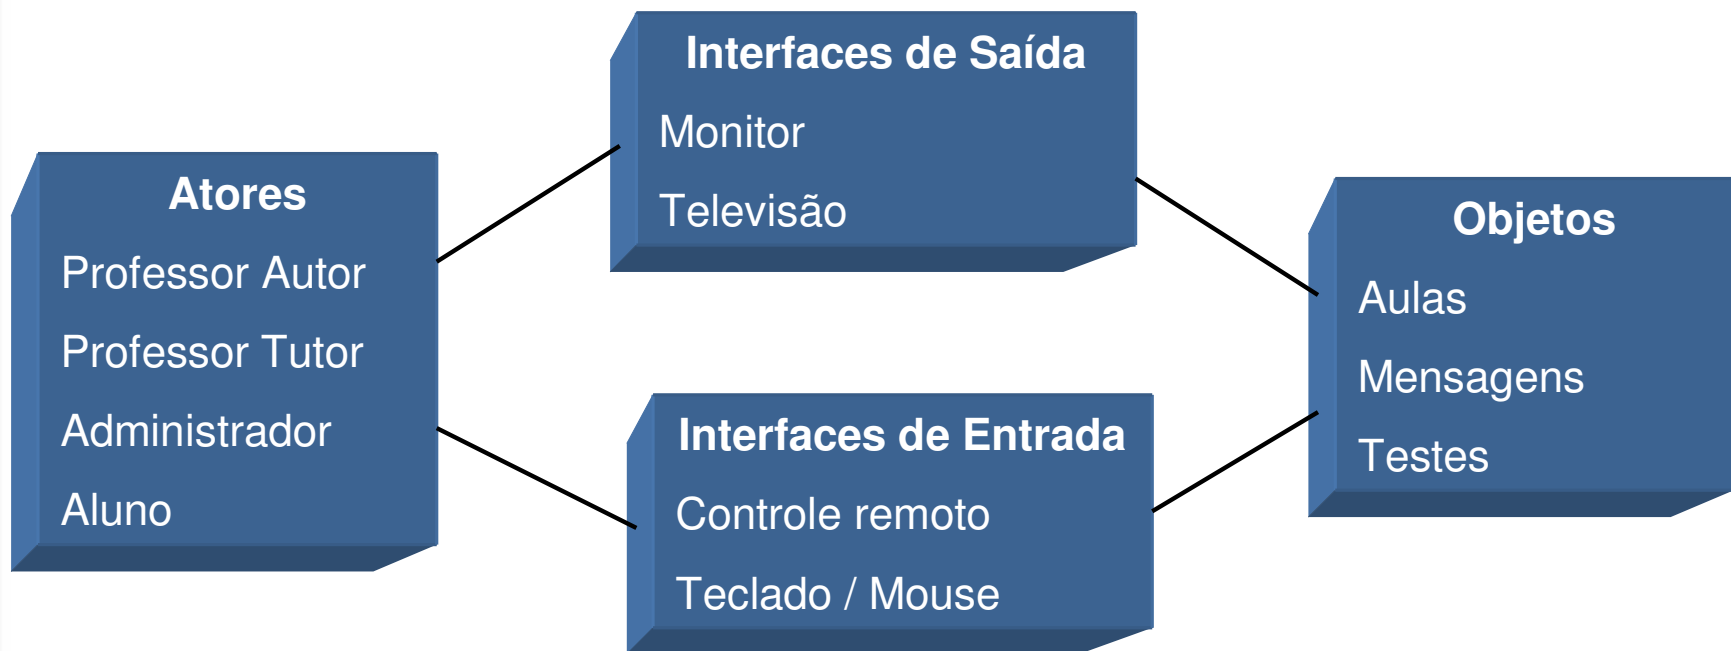 Atores
Professor Autor
Professor Tutor
Administrador
Aluno
Interfaces de Saída
Monitor
Televisão
Interfaces de Entrada
Controle remoto
Teclado / Mouse
Objetos
Aulas
Mensagens
Testes